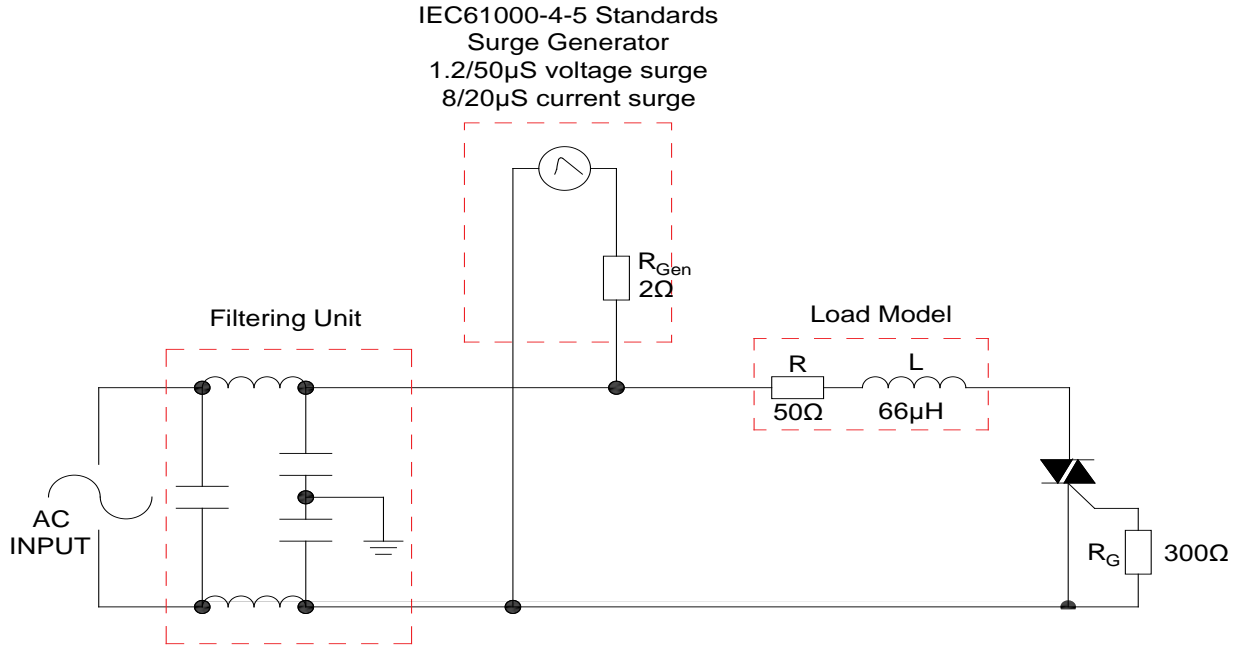 IEC61000-4-5 Standards
Surge Generator
1.2/50µS voltage surge
8/20µS current surge
RGen
2Ω
Filtering Unit
Load Model
R
L
50Ω
66µH
AC
INPUT
RG
300Ω